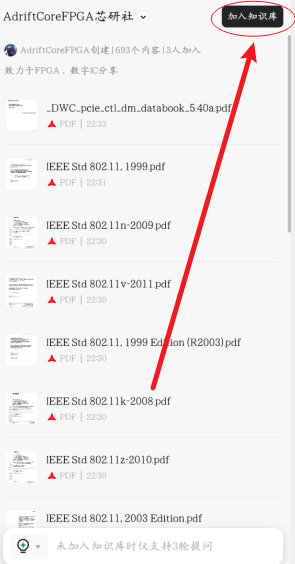 AdriftCoreFPGA芯研社
加入知识库
AdriftCoreFPGA创建|693个内容|3人加入
致力于FPGA、数字IC分享
_DWC_pcie_ctl_dm_databook_5.40a.pdf
PDF | 22:33
IEEE Std 802.11, 1999.pdf
PDF | 22:31
IEEE Std 802.11n-2009.pdf
PDF | 22:30
IEEE Std 802.11v-2011.pdf
PDF | 22:30
IEEE Std 802.11, 1999 Edition (R2003).pdf
PDF | 22:30
IEEE Std 802.11k-2008.pdf
PDF | 22:30
IEEE Std 802.11z-2010.pdf
PDF | 22:30
IEEE Std 802.11, 2003 Edition.pdf
未加入知识库时仅支持3轮提问